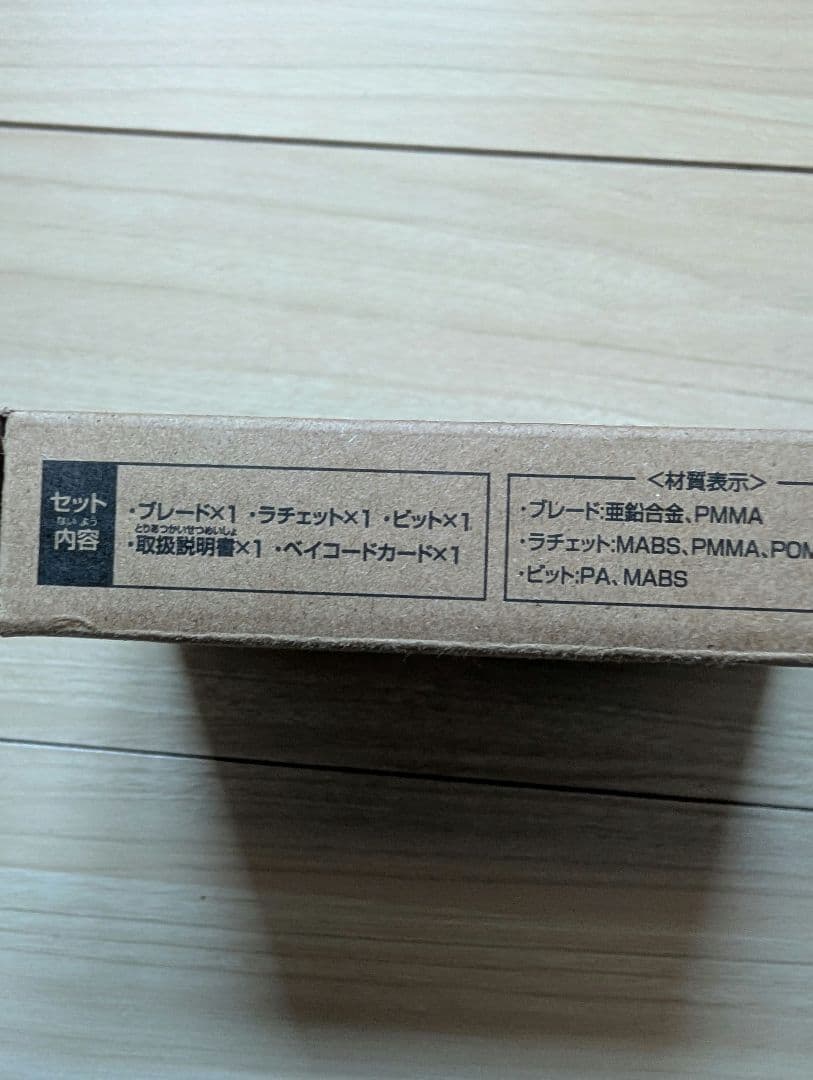 セット
ないよう
内容
・ブレード×1 ・ラチェット×1 ・ビット×1
とりあつかいせつめいしょ
・取扱説明書×1 ・ベイコードカード×1
<材質表示>
・ブレード:亜鉛合金、PMMA
・ラチェット:MABS、PMMA、POM
・ビット:PA、MABS